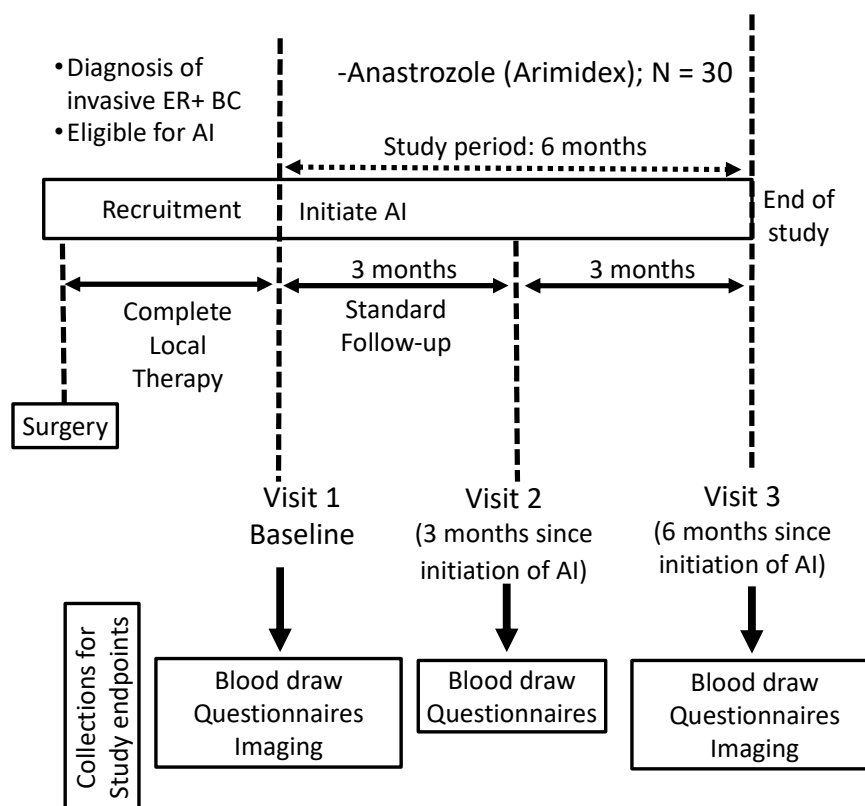 •Diagnosis of
invasive ER+ BC
•Eligible for AI
-Anastrozole (Arimidex); N = 30
Study period: 6 months
Recruitment
Initiate AI
End of
study
3 months
3 months
Complete
Local
Therapy
Standard
Follow-up
Surgery
Visit 1
Baseline
Visit 2
(3 months since
initiation of AI)
Visit 3
(6 months since
initiation of AI)
Collections for
Study endpoints
Blood draw
Questionnaires
Imaging
Blood draw
Questionnaires
Blood draw
Questionnaires
Imaging